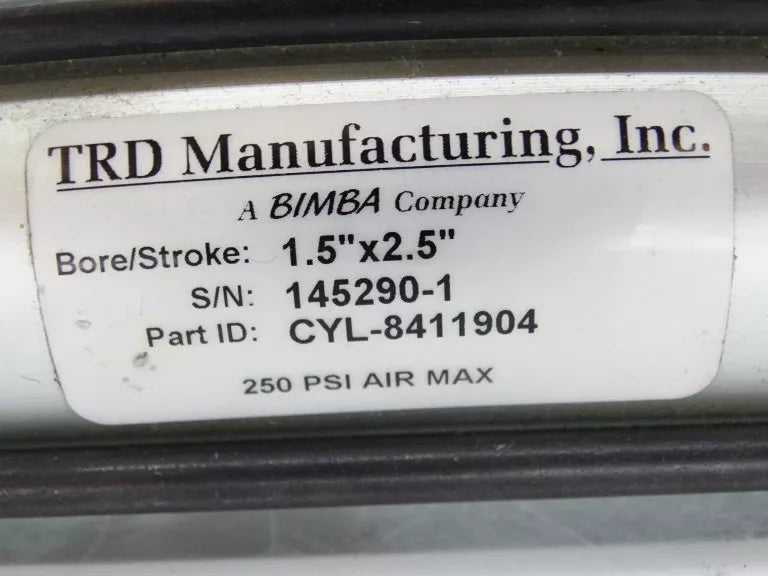 TRD Manufacturing, Inc.
A BIMBA Company
Bore/Stroke: 1.5"x2.5"
S/N: 145290-1
Part ID: CYL-8411904
250 PSI AIR MAX